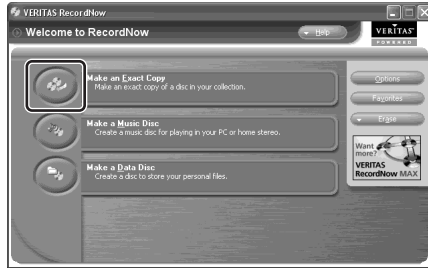 VERITAS RecordNow
Welcome to RecordNow
Help
VERITAS
POWERED
Make an Exact Copy
Make an exact copy of a disc in your collection.
Make a Music Disc
Create a music disc for playing in your PC or home stereo.
Make a Data Disc
Create a disc to store your personal files.
Options
Favorites
Erase
Want
more?
VERITAS
RecordNow MAX